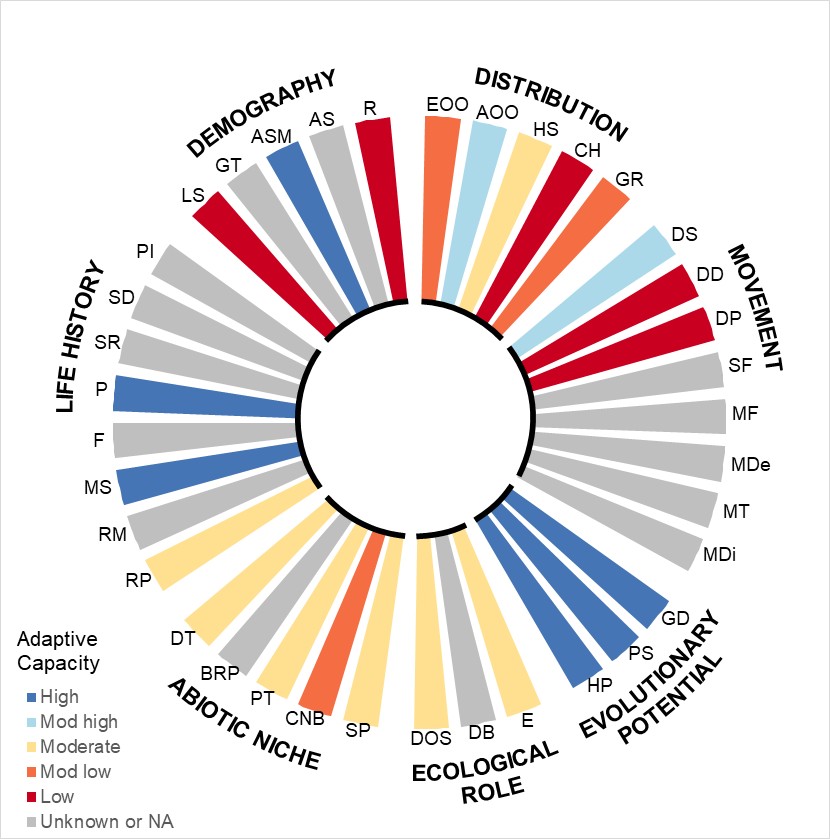 DEMOGRAPHY
R
AS
ASM
GT
LS
DISTRIBUTION
EOO
AOO
HS
CH
GR
MOVEMENT
DS
DD
DP
SF
MF
MDe
MT
MDi
EVOLUTIONARY
POTENTIAL
GD
PS
HP
ECOLOGICAL
ROLE
E
DB
DOS
ABIOTIC NICHE
SP
CNB
PT
BRP
DT
LIFE HISTORY
RP
RM
MS
F
P
SR
SD
PI
Adaptive
Capacity
High
Mod high
Moderate
Mod low
Low
Unknown or NA